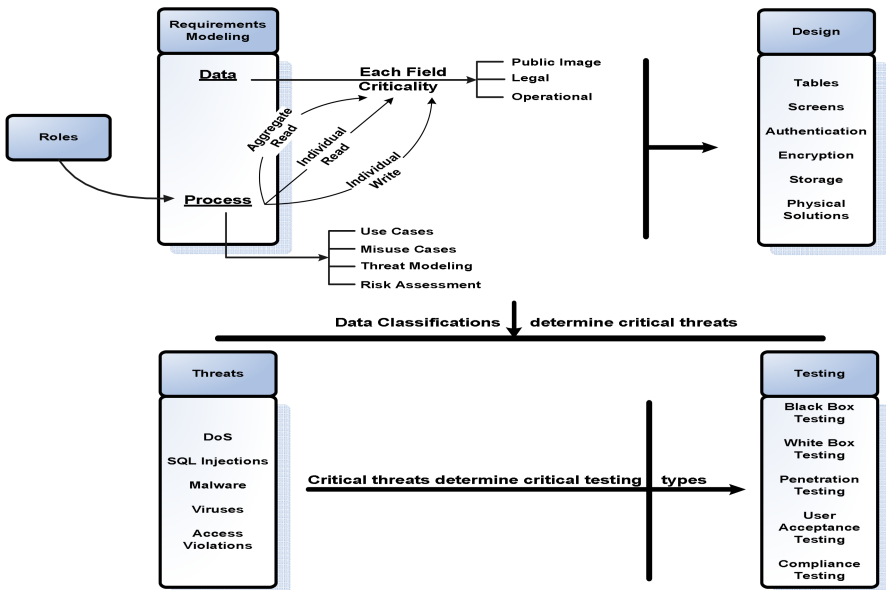 Requirements
Modeling
Data
Process
Roles
Each Field
Criticality
Aggregate
Read
Individual
Read
Individual
Write
Public Image
Legal
Operational
Use Cases
Misuse Cases
Threat Modeling
Risk Assessment
Design
Tables
Screens
Authentication
Encryption
Storage
Physical
Solutions
Data Classifications determine critical threats
Threats
DoS
SQL Injections
Malware
Viruses
Access
Violations
Critical threats determine critical testing types
Testing
Black Box
Testing
White Box
Testing
Penetration
Testing
User
Acceptance
Testing
Compliance
Testing